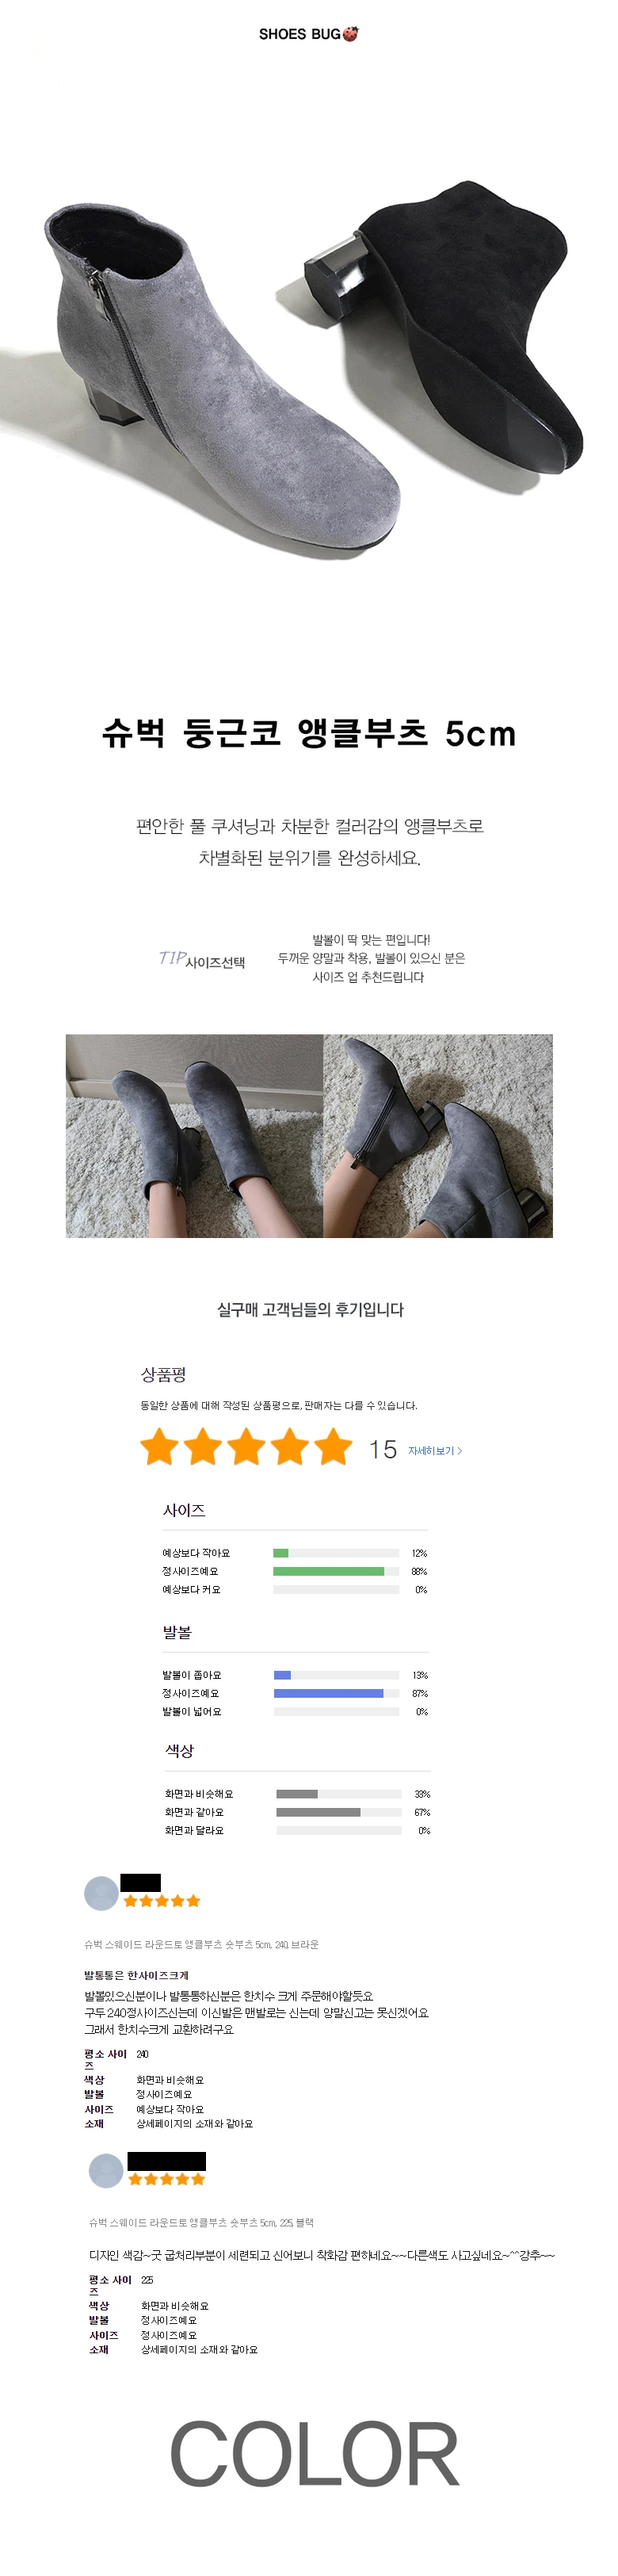 SHOES BUG
슈벅 둥근코 앵클부츠 5cm
편안한 풀 쿠셔닝과 차분한 컬러감의 앵클부츠로
차별화된 분위기를 완성하세요.
TIP 사이즈선택
발볼이 딱 맞는 편입니다!
두꺼운 양말과 착용, 발볼이 있으신 분은
사이즈 업 추천드립니다
실구매 고객님들의 후기입니다
상품평
동일한 상품에 대해 작성된 상품평으로, 판매자는 다를 수 있습니다.
15 자세히보기 >
사이즈
예상보다 작아요 12%
정사이즈예요 88%
예상보다 커요 0%
발볼
발볼이 좁아요 13%
정사이즈예요 87%
발볼이 넓어요 0%
색상
화면과 비슷해요 33%
화면과 같아요 67%
화면과 달라요 0%
슈벅 스웨이드 라운드토 앵클부츠 숏부츠 5cm, 240, 브라운
발통통은 한사이즈크게
발볼있으신분이나 발통통하신분은 한치수 크게 주문해야할듯요
구두 240정사이즈신는데 이신발은 맨발로는 신는데 양말신고는 못신겠어요
그래서 한치수크게 교환하려구요
평소 사이즈 240
색상 화면과 비슷해요
발볼 정사이즈예요
사이즈 예상보다 작아요
소재 상세페이지의 소재와 같아요
슈벅 스웨이드 라운드토 앵클부츠 숏부츠 5cm, 225, 블랙
디자인 색감~굿 굽처리부분이 세련되고 신어보니 착화감 편하네요~~다른색도 사고싶네요~^^강추~~
평소 사이즈 225
색상 화면과 비슷해요
발볼 정사이즈예요
사이즈 정사이즈예요
소재 상세페이지의 소재와 같아요
COLOR